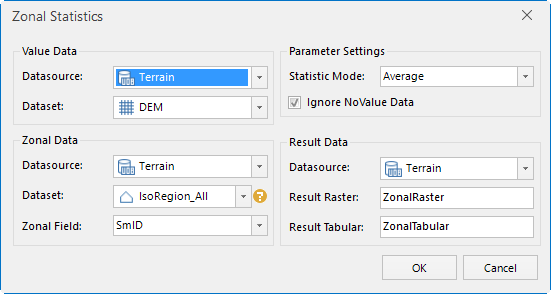 Zonal Statistics
Value Data
Datasource: Terrain
Dataset: DEM
Zonal Data
Datasource: Terrain
Dataset: IsoRegion_All ?
Zonal Field: SmID
Parameter Settings
Statistic Mode: Average
Ignore NoValue Data
Result Data
Datasource: Terrain
Result Raster: ZonalRaster
Result Tabular: ZonalTabular
OK Cancel